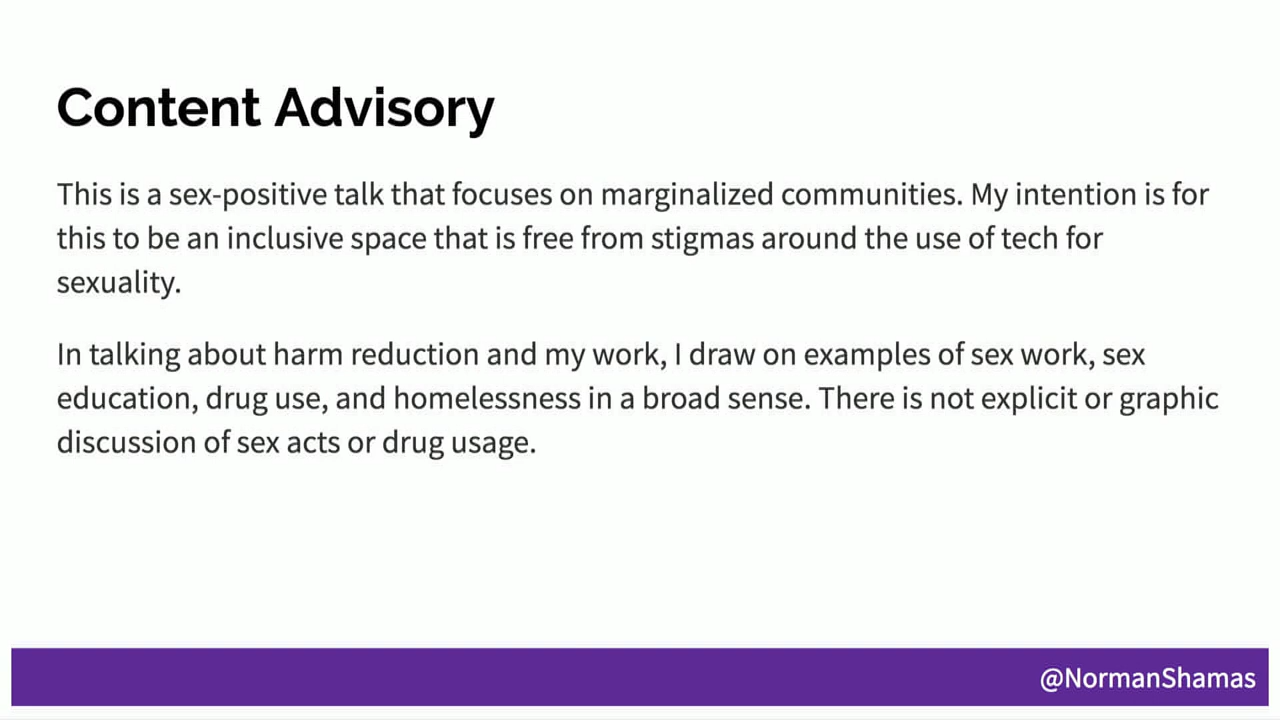 Content Advisory
This is a sex-positive talk that focuses on marginalized communities. My intention is for
this to be an inclusive space that is free from stigmas around the use of tech for
sexuality.
In talking about harm reduction and my work, I draw on examples of sex work, sex
education, drug use, and homelessness in a broad sense. There is not explicit or graphic
discussion of sex acts or drug usage.
@NormanShamas